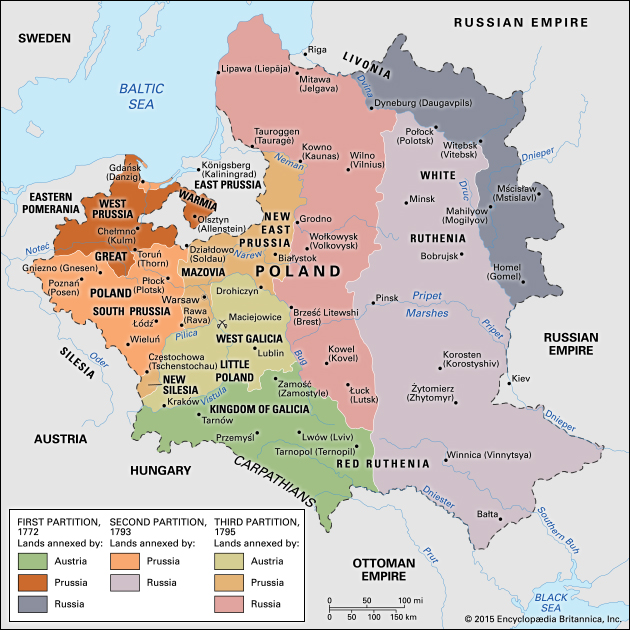 RUSSIAN EMPIRE
SWEDEN
Riga
LIVONIA
Lipawa (Liepāja)
Mitawa
(Jelgava)
Dvina
BALTIC
SEA
Dyneburg (Daugavpils)
Tauroggen
(Tauragė)
Połock
(Polotsk)
Witebsk
(Vitebsk)
Dnieper
Gdańsk
(Danzig)
Königsberg
(Kaliningrad)
EAST PRUSSIA
Neman
Kowno
(Kaunas)
Wilno
(Vilnius)
WHITE
Druc
Mścisław
(Mstislavl)
EASTERN
POMERANIA
WEST
PRUSSIA
WARMIA
Minsk
Mahilyow
(Mogilyov)
Olsztyn
(Allenstein)
NEW
EAST
PRUSSIA
Grodno
Chełmno
(Kulm)
RUTHENIA
Wołkowysk
(Volkovysk)
Noteć
GREAT
Toruń
(Thorn)
Działdowo
(Soldau)
Narew
Białystok
Bobrujsk
Homel
(Gomel)
Gniezno (Gnesen)
MAZOVIA
POLAND
Poznań
(Posen)
POLAND
Płock
(Plotsk)
Drohiczyn
Warsaw
Pinsk
Pripet
Marshes
SOUTH PRUSSIA
Rawa
(Rava)
Maciejowice
Brześć Litewshi
(Brest)
Łódź
Pripet
Pilica
WEST GALICIA
RUSSIAN
EMPIRE
Wieluń
Lublin
Bug
Kowel
(Kovel)
Korosten
(Korostyshiv)
SILESIA
Oder
Częstochowa
(Tschenstochau)
LITTLE
POLAND
NEW
SILESIA
Zamość
(Zamostyle)
Łuck
(Lutsk)
Żytomierz
(Zhytomyr)
Kiev
Vistula
Kraków
KINGDOM OF GALICIA
Dnieper
Tarnów
AUSTRIA
Przemyśl
Lwów (Lviv)
Tarnopol (Ternopil)
Winnica (Vinnytsya)
HUNGARY
CARPATHIANS
RED RUTHENIA
Dniester
Balta
Southern Buh
FIRST PARTITION,
1772
Lands annexed by:
Austria
Prussia
Russia
SECOND PARTITION,
1793
Lands annexed by:
Prussia
Russia
THIRD PARTITION,
1795
Lands annexed by:
Austria
Prussia
Russia
Prut
OTTOMAN
EMPIRE
0 50 100 mi
0 50 100 150 km
BLACK
SEA
© 2015 Encyclopædia Britannica, Inc.